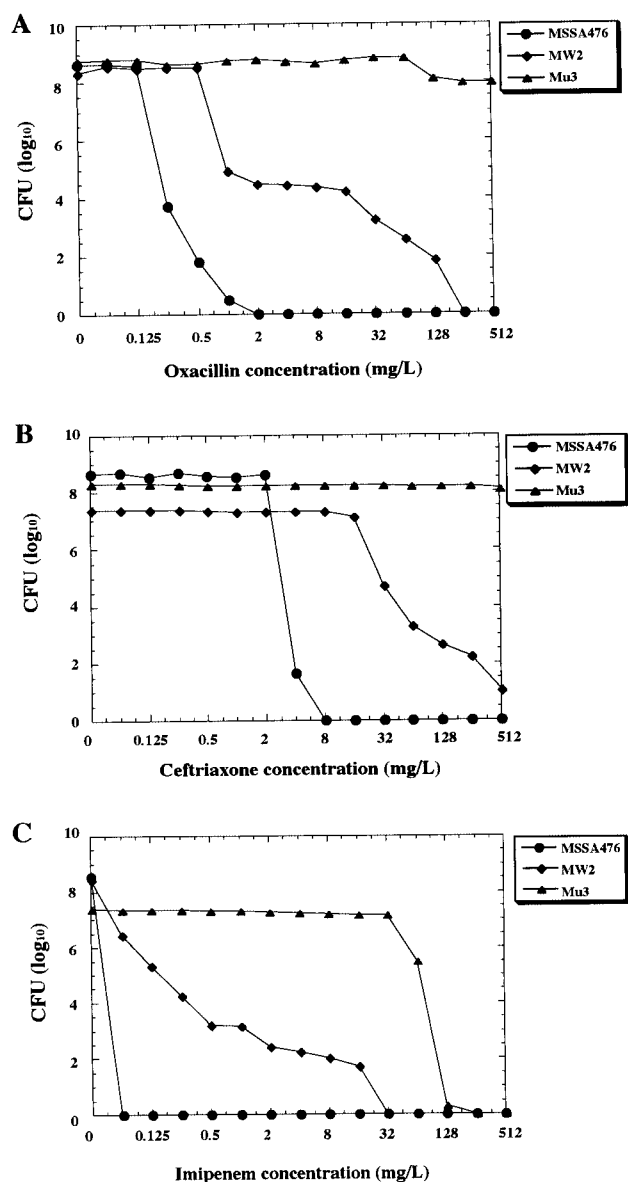 A
10
8
6
4
2
0
CFU (log10)
0 0.125 0.5 2 8 32 128 512
Oxacillin concentration (mg/L)
MSSA476
MW2
Mu3
B
10
8
6
4
2
0
CFU (log10)
0 0.125 0.5 2 8 32 128 512
Ceftriaxone concentration (mg/L)
MSSA476
MW2
Mu3
C
10
8
6
4
2
0
CFU (log10)
0 0.125 0.5 2 8 32 128 512
Imipenem concentration (mg/L)
MSSA476
MW2
Mu3